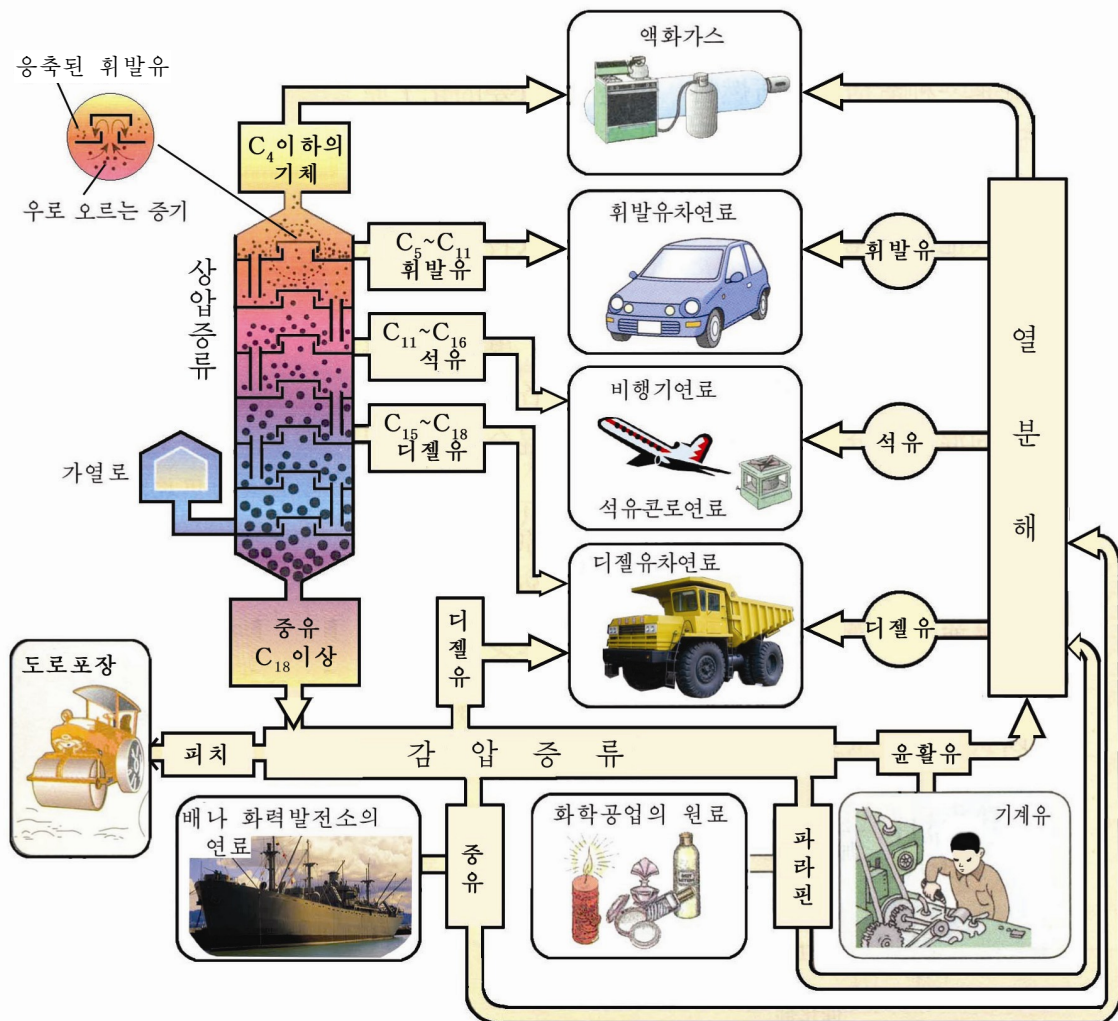 응축된 휘발유
우로 오르는 증기
C4이하의
기체
액화가스
상압증류
C5~C11
휘발유
휘발유차연료
휘발유
C11~C16
석유
비행기연료
석유콘로연료
석유
C15~C18
디젤유
가열로
디젤유차연료
디젤유
열분해
중유
C18이상
디젤유
도로포장
피치
감압증류
윤활유
배나 화력발전소의
연료
중유
화학공업의 원료
파라핀
기계유